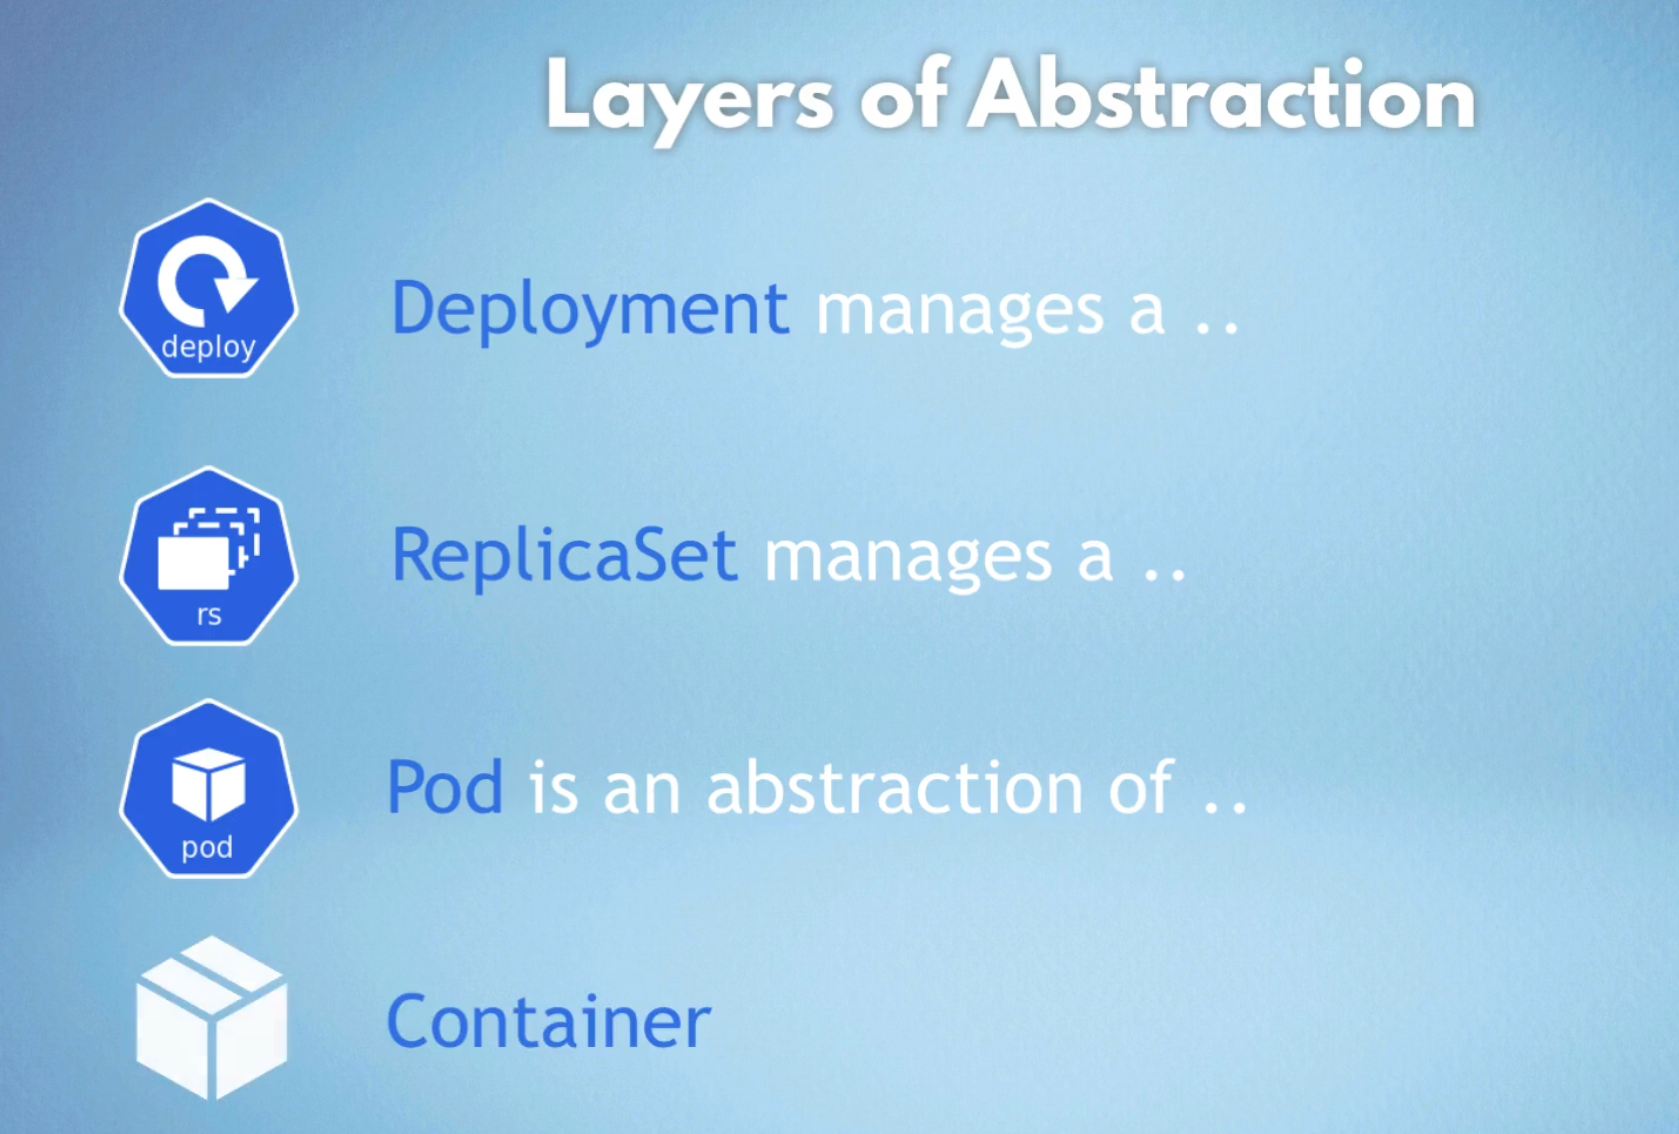 Layers of Abstraction
deploy
Deployment manages a ..
rs
ReplicaSet manages a ..
pod
Pod is an abstraction of ..
Container